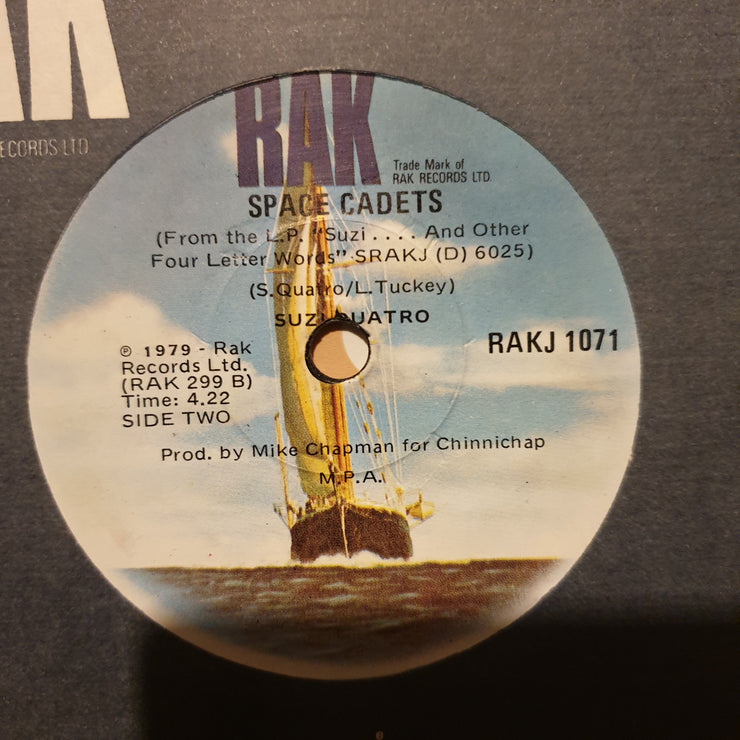 RAK
ECORDS LTD
RAK
Trade Mark of
RAK RECORDS LTD.
SPACE CADETS
(From the L.P. "Suzi .... And Other
Four Letter Words" SRAKJ (D) 6025)
(S.Quatro/L.Tuckey)
SUZI QUATRO
RAKJ 1071
℗ 1979 - Rak
Records Ltd.
(RAK 299 B)
Time: 4.22
SIDE TWO
Prod. by Mike Chapman for Chinnichap
M.P.A.